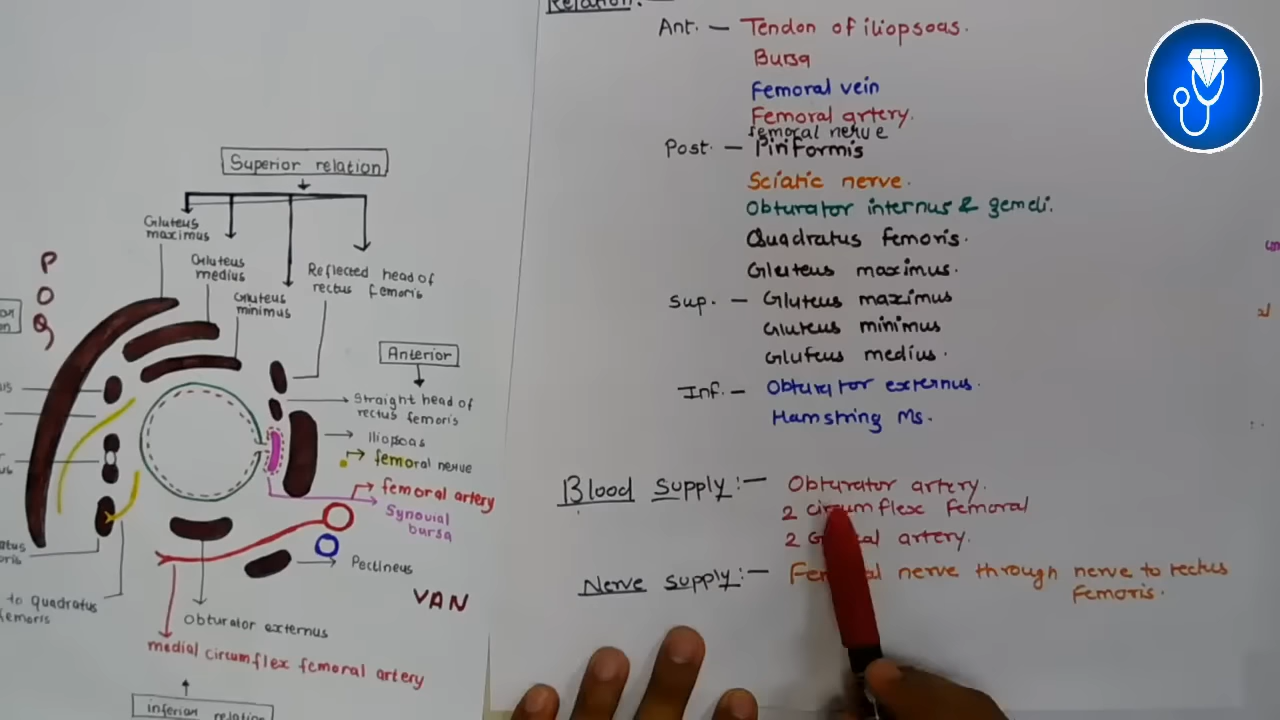 Relation:-
Ant. - Tendon of iliopsoas.
Bursa
Femoral vein
Femoral artery.
femoral nerve
Post. - Piriformis
Sciatic nerve.
Obturator internus & gemeli.
Quadratus femoris.
Gluteus maximus.
Sup. - Gluteus maximus
Gluteus minimus
Gluteus medius.
Inf. - Obturator externus.
Hamstring Ms.
Blood supply:- Obturator artery.
2 circumflex femoral
artery.
Nerve supply:- nerve through nerve to rectus
femoris.
Superior relation
Gluteus
maximus
Gluteus
medius
Gluteus
minimus
Reflected head of
rectus femoris
P
O
Q
Anterior
Straight head of
rectus femoris
Iliopsoas
femoral nerve
femoral artery
Synovial
bursa
Pectineus
VAN
to quadratus
femoris
Obturator externus
medial circumflex femoral artery
inferior relation